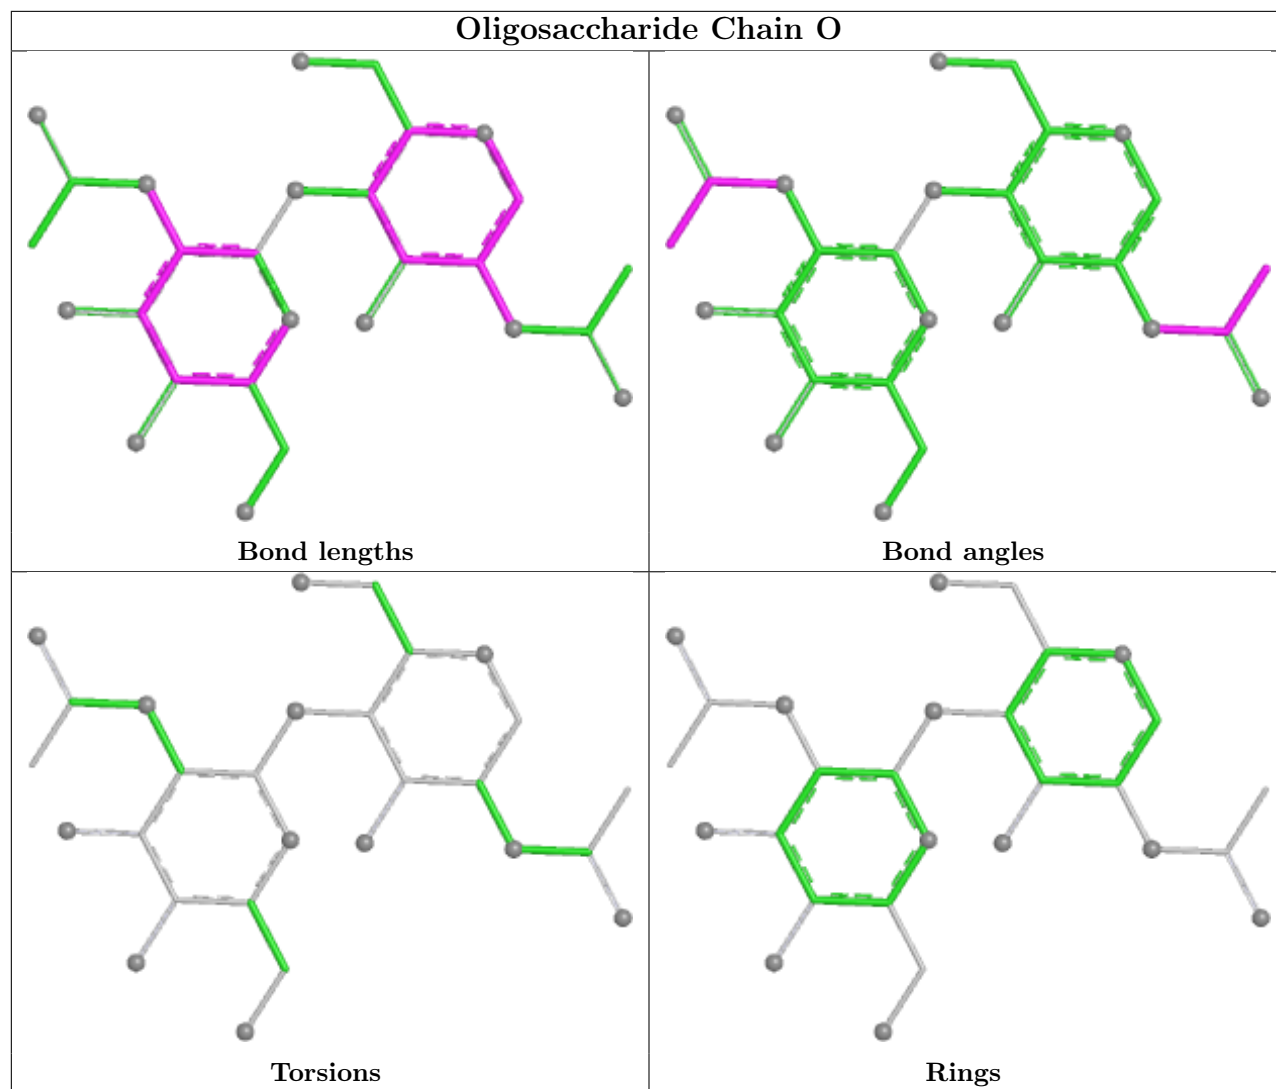 Oligosaccharide Chain O
Bond lengths
Bond angles
Torsions
Rings